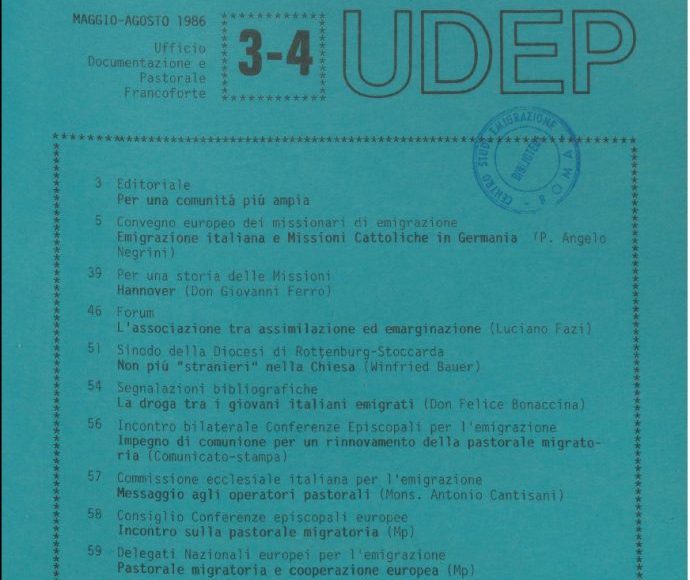 MAGGIO-AGOSTO 1986
Ufficio
Documentazione e
Pastorale
Francoforte
3-4
UDEP
CENTRO STUDI EMIGRAZIONE
- ROMA
BIBLIOTECA
3 Editoriale
Per una comunità più ampia
5 Convegno europeo dei missionari di emigrazione
Emigrazione italiana e Missioni Cattoliche in Germania (P. Angelo
Negrini)
39 Per una storia delle Missioni
Hannover (Don Giovanni Ferro)
46 Forum
L'associazione tra assimilazione ed emarginazione (Luciano Fazi)
51 Sinodo della Diocesi di Rottenburg-Stoccarda
Non più "stranieri" nella Chiesa (Winfried Bauer)
54 Segnalazioni bibliografiche
La droga tra i giovani italiani emigrati (Don Felice Bonaccina)
56 Incontro bilaterale Conferenze Episcopali per l'emigrazione
Impegno di comunione per un rinnovamento della pastorale migrato-
ria (Comunicato-stampa)
57 Commissione ecclesiale italiana per l'emigrazione
Messaggio agli operatori pastorali (Mons. Antonio Cantisani)
58 Consiglio Conferenze episcopali europee
Incontro sulla pastorale migratoria (Mp)
59 Delegati Nazionali europei per l'emigrazione
Pastorale migratoria e cooperazione europea (Mp)